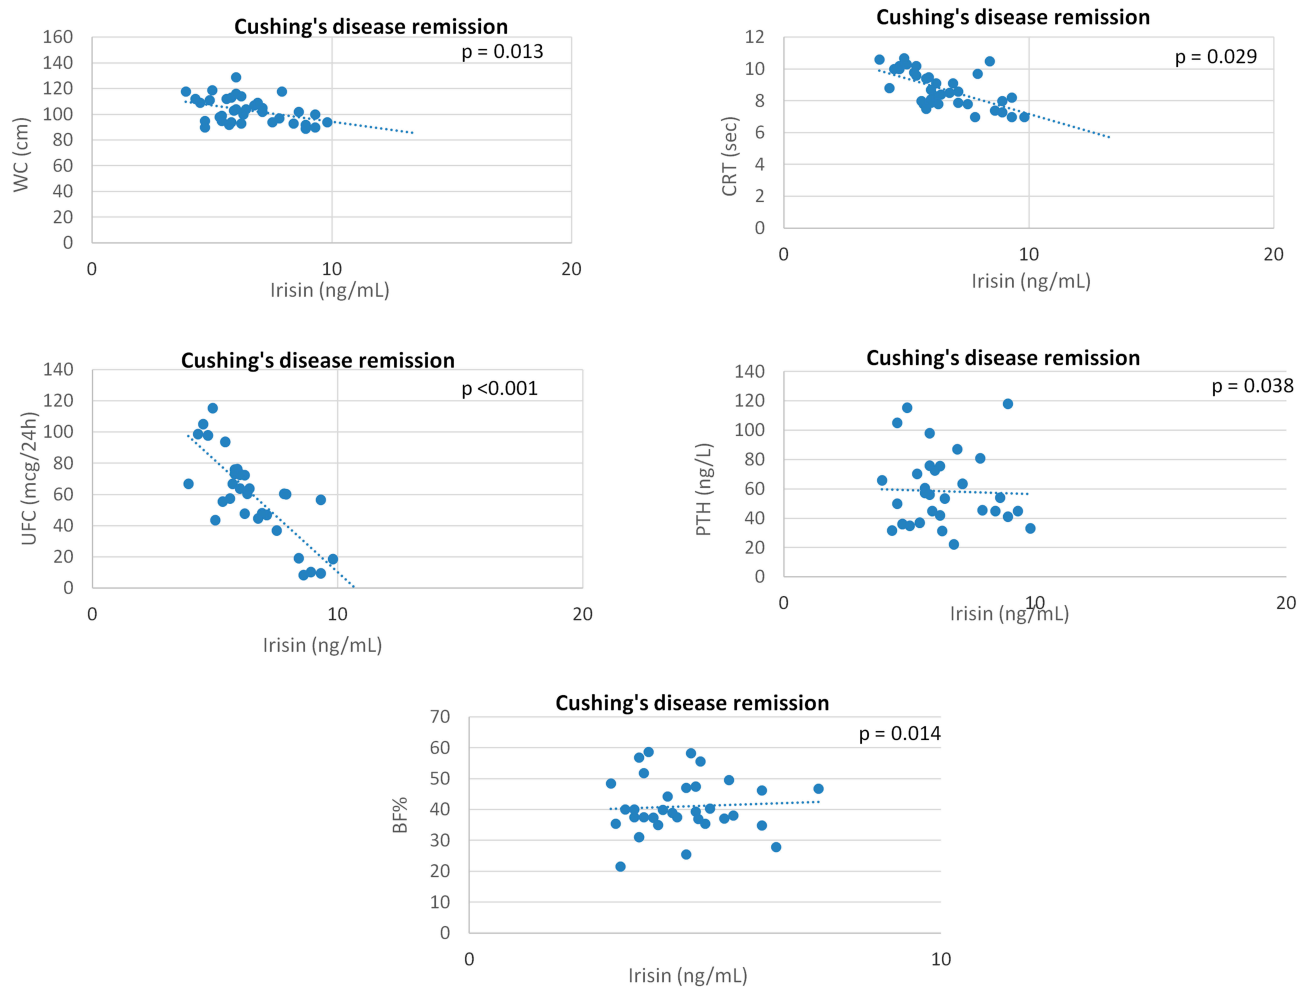 Cushing's disease remission
p = 0.013
160
140
120
100
80
60
40
20
0
WC (cm)
0 10 20
Irisin (ng/mL)
Cushing's disease remission
p = 0.029
12
10
8
6
4
2
0
CRT (sec)
0 10 20
Irisin (ng/mL)
Cushing's disease remission
p <0.001
140
120
100
80
60
40
20
0
UFC (mcg/24h)
0 10 20
Irisin (ng/mL)
Cushing's disease remission
p = 0.038
140
120
100
80
60
40
20
0
PTH (ng/L)
0 10 20
Irisin (ng/mL)
Cushing's disease remission
p = 0.014
70
60
50
40
30
20
10
0
BF%
0 10
Irisin (ng/mL)